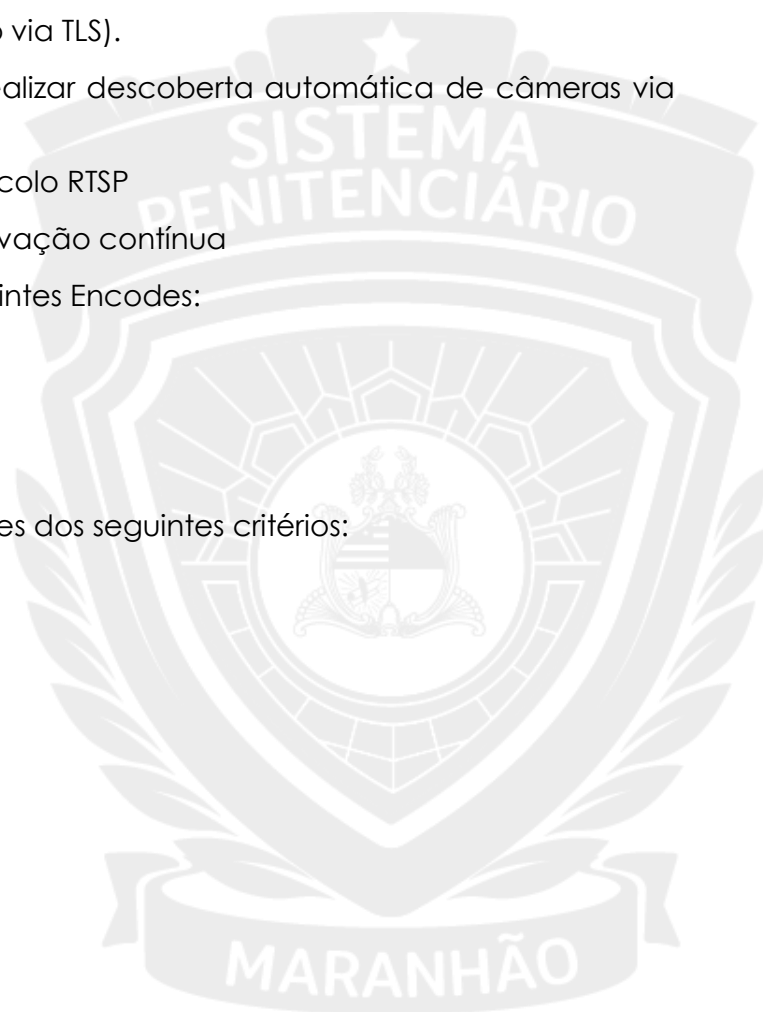 o via TLS).
alizar descoberta automática de câmeras via
colo RTSP
vação contínua
intes Encodes:
es dos seguintes critérios:
SISTEMA
PENITENCIÁRIO
MARANHÃO